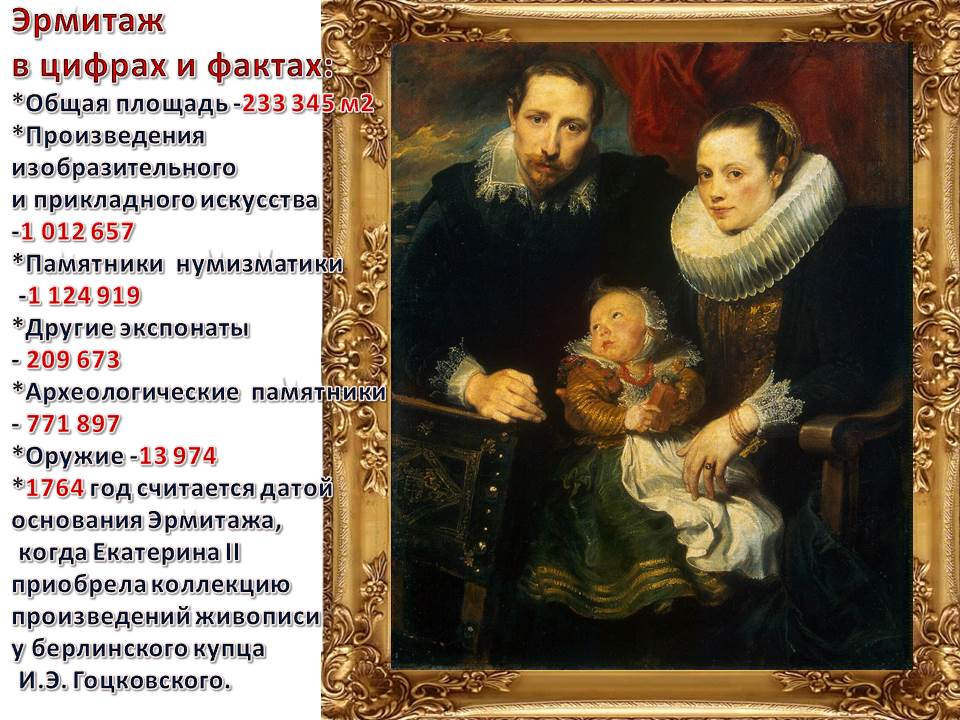 Эрмитаж
в цифрах и фактах:
*Общая площадь -233 345 м2
*Произведения
изобразительного
и прикладного искусства
-1 012 657
*Памятники нумизматики
-1 124 919
*Другие экспонаты
- 209 673
*Археологические памятники
- 771 897
*Оружие -13 974
*1764 год считается датой
основания Эрмитажа,
когда Екатерина II
приобрела коллекцию
произведений живописи
у берлинского купца
И.Э. Гоцковского.